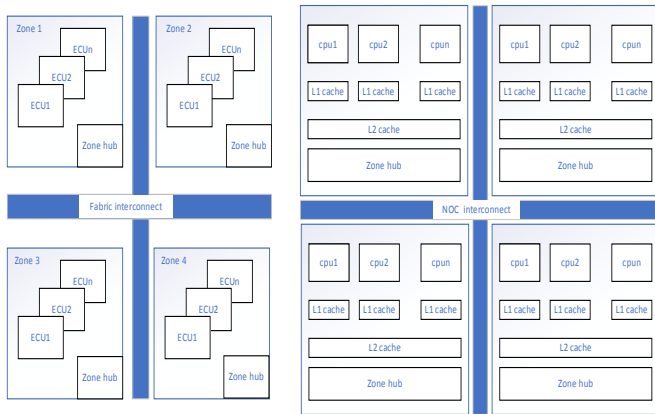 Zone 1
ECUn
ECU2
ECU1
Zone hub
Zone 2
ECUn
ECU2
ECU1
Zone hub
Fabric interconnect
Zone 3
ECUn
ECU2
ECU1
Zone hub
Zone 4
ECUn
ECU2
ECU1
Zone hub
cpu1 cpu2 cpun
L1 cache L1 cache L1 cache
L2 cache
Zone hub
cpu1 cpu2 cpun
L1 cache L1 cache L1 cache
L2 cache
Zone hub
NOC interconnect
cpu1 cpu2 cpun
L1 cache L1 cache L1 cache
L2 cache
Zone hub
cpu1 cpu2 cpun
L1 cache L1 cache L1 cache
L2 cache
Zone hub